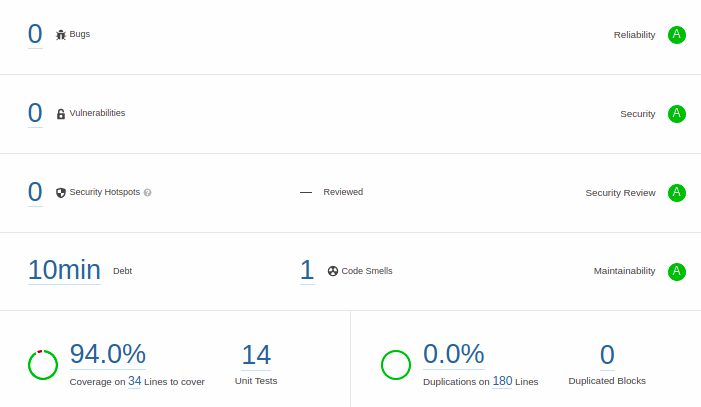 0 Bugs Reliability A
0 Vulnerabilities Security A
0 Security Hotspots ? — Reviewed Security Review A
10min Debt 1 Code Smells Maintainability A
94.0% 14 0.0% 0
Coverage on 34 Lines to cover Unit Tests Duplications on 180 Lines Duplicated Blocks